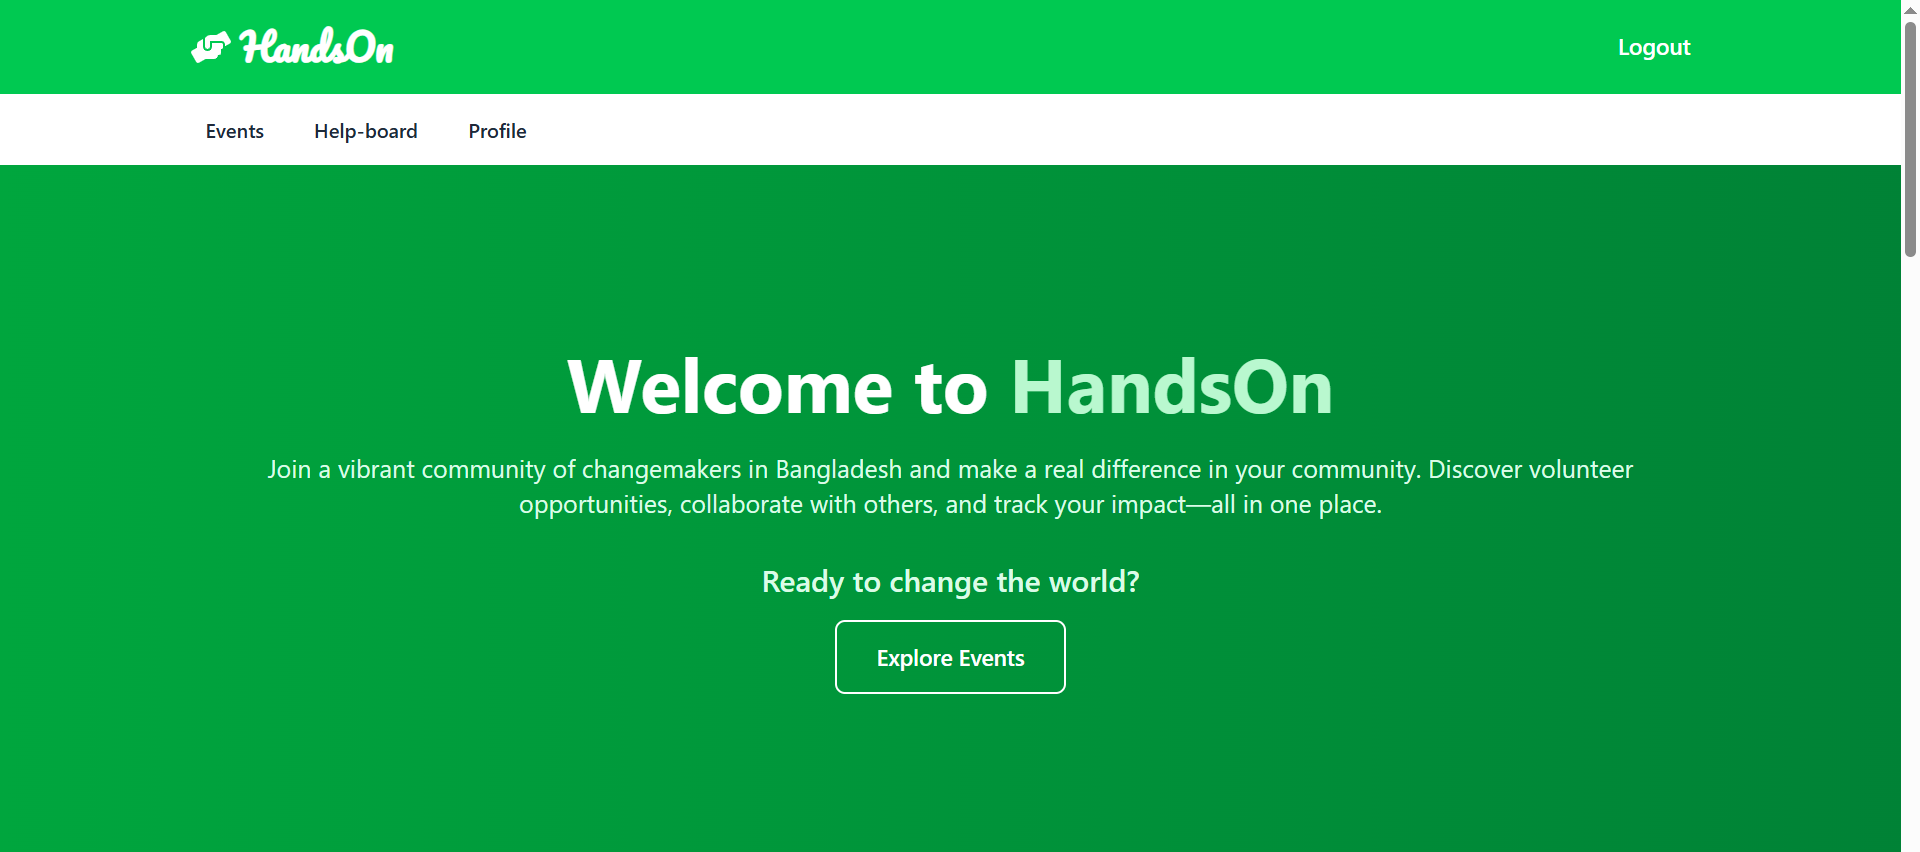 HandsOn
Logout
Events
Help-board
Profile
Welcome to HandsOn
Join a vibrant community of changemakers in Bangladesh and make a real difference in your community. Discover volunteer
opportunities, collaborate with others, and track your impact—all in one place.
Ready to change the world?
Explore Events